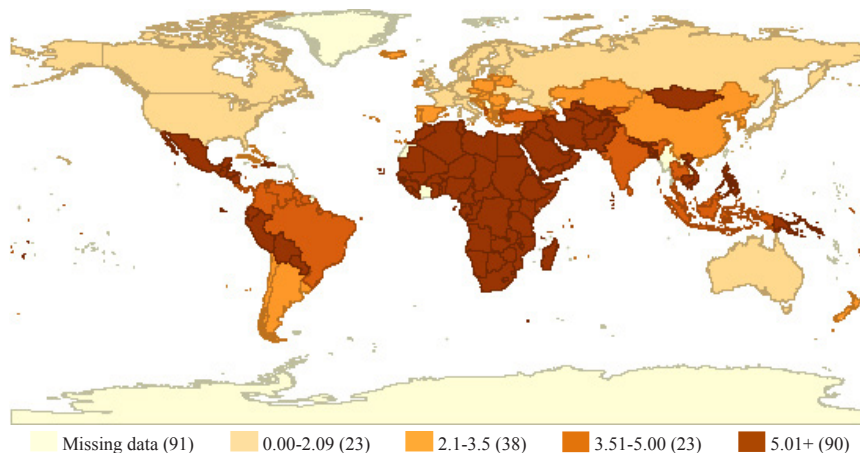 Missing data (91) 0.00-2.09 (23) 2.1-3.5 (38) 3.51-5.00 (23) 5.01+ (90)